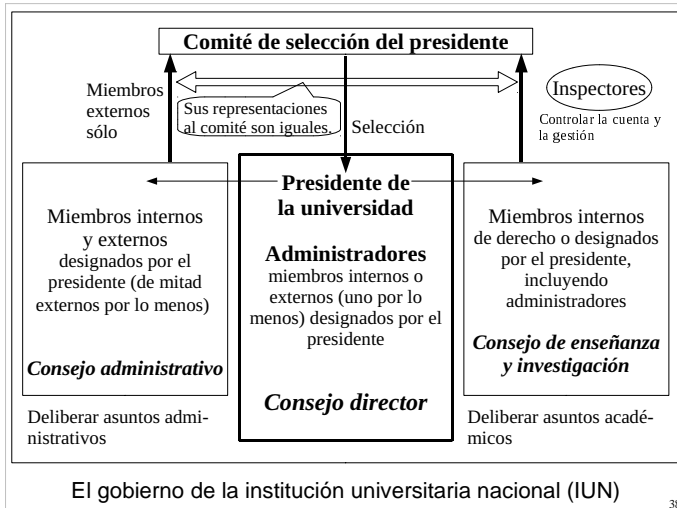 Comité de selección del presidente
Miembros
externos
sólo
Sus representaciones
al comité son iguales.
Selección
Inspectores
Controlar la cuenta y
la gestión
Miembros internos
y externos
designados por el
presidente (de mitad
externos por lo menos)
Consejo administrativo
Presidente de
la universidad
Administradores
miembros internos o
externos (uno por lo
menos) designados por el
presidente
Consejo director
Miembros internos
de derecho o designados
por el presidente,
incluyendo
administradores
Consejo de enseñanza
y investigación
Deliberar asuntos admi-
nistrativos
Deliberar asuntos acadé-
micos
El gobierno de la institución universitaria nacional (IUN)
38